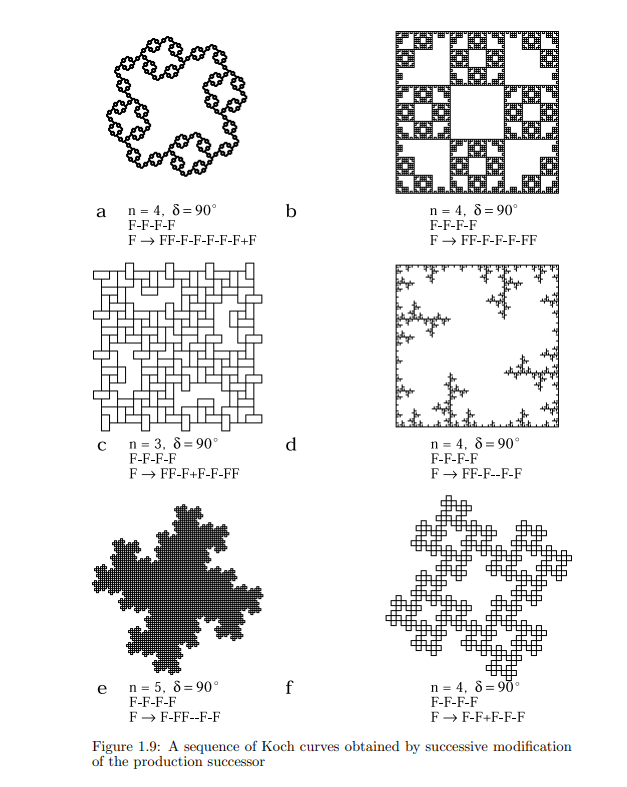 a n = 4, δ = 90°
F-F-F-F
F → FF-F-F-F-F-F+F
b n = 4, δ = 90°
F-F-F-F
F → FF-F-F-F-FF
c n = 3, δ = 90°
F-F-F-F
F → FF-F+F-F-FF
d n = 4, δ = 90°
F-F-F-F
F → FF-F--F-F
e n = 5, δ = 90°
F-F-F-F
F → F-FF--F-F
f n = 4, δ = 90°
F-F-F-F
F → F-F+F-F-F
Figure 1.9: A sequence of Koch curves obtained by successive modification
of the production successor